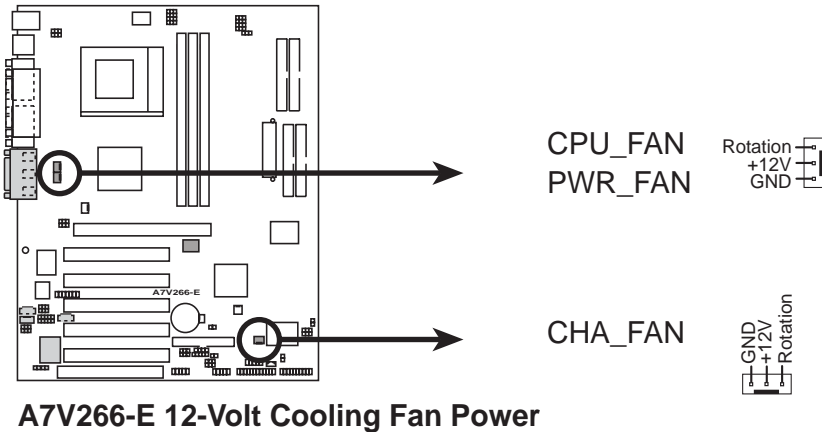 CPU_FAN
PWR_FAN
Rotation
+12V
GND
A7V266-E
CHA_FAN
GND
+12V
Rotation
A7V266-E 12-Volt Cooling Fan Power